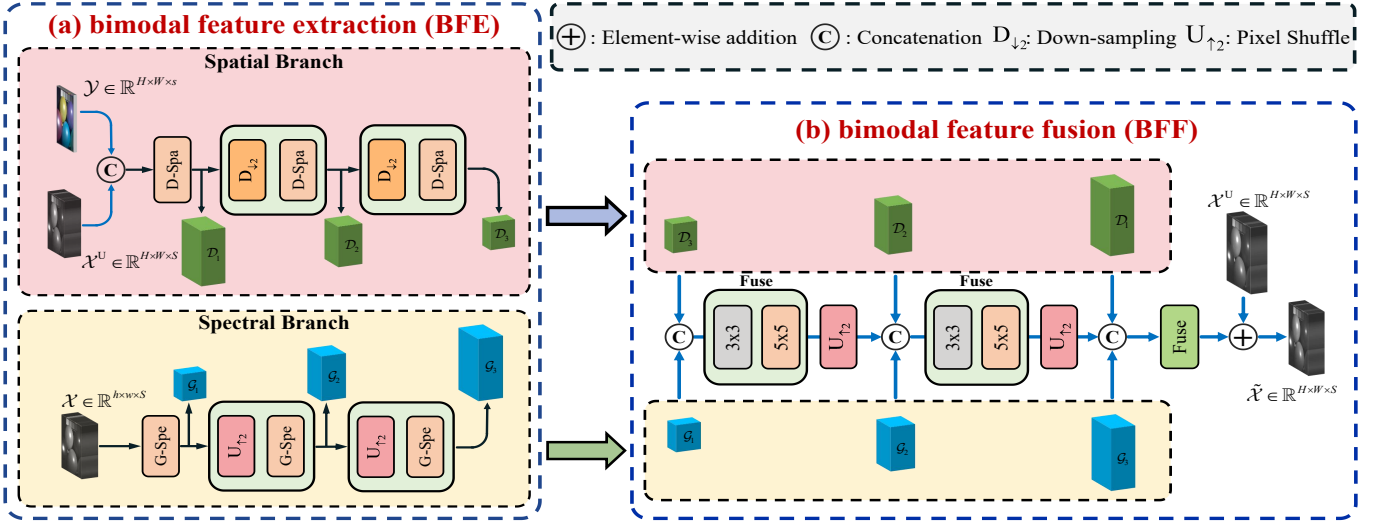 (a) bimodal feature extraction (BFE)
Spatial Branch
𝒴 ∈ ℝ^{H×W×s}
C
D-Spa
D↓2
D-Spa
D↓2
D-Spa
𝒳^U ∈ ℝ^{H×W×S}
𝒟₁
𝒟₂
𝒟₃
Spectral Branch
𝒳 ∈ ℝ^{h×w×S}
𝒢₁
𝒢₂
𝒢₃
G-Spe
U↑2
G-Spe
U↑2
G-Spe
+ : Element-wise addition C : Concatenation D↓2: Down-sampling U↑2: Pixel Shuffle
(b) bimodal feature fusion (BFF)
𝒟₃
𝒟₂
𝒟₁
𝒳^U ∈ ℝ^{H×W×S}
Fuse
Fuse
C
3x3
5x5
U↑2
C
3x3
5x5
U↑2
C
Fuse
+
𝒳̃ ∈ ℝ^{H×W×S}
𝒢₁
𝒢₂
𝒢₃